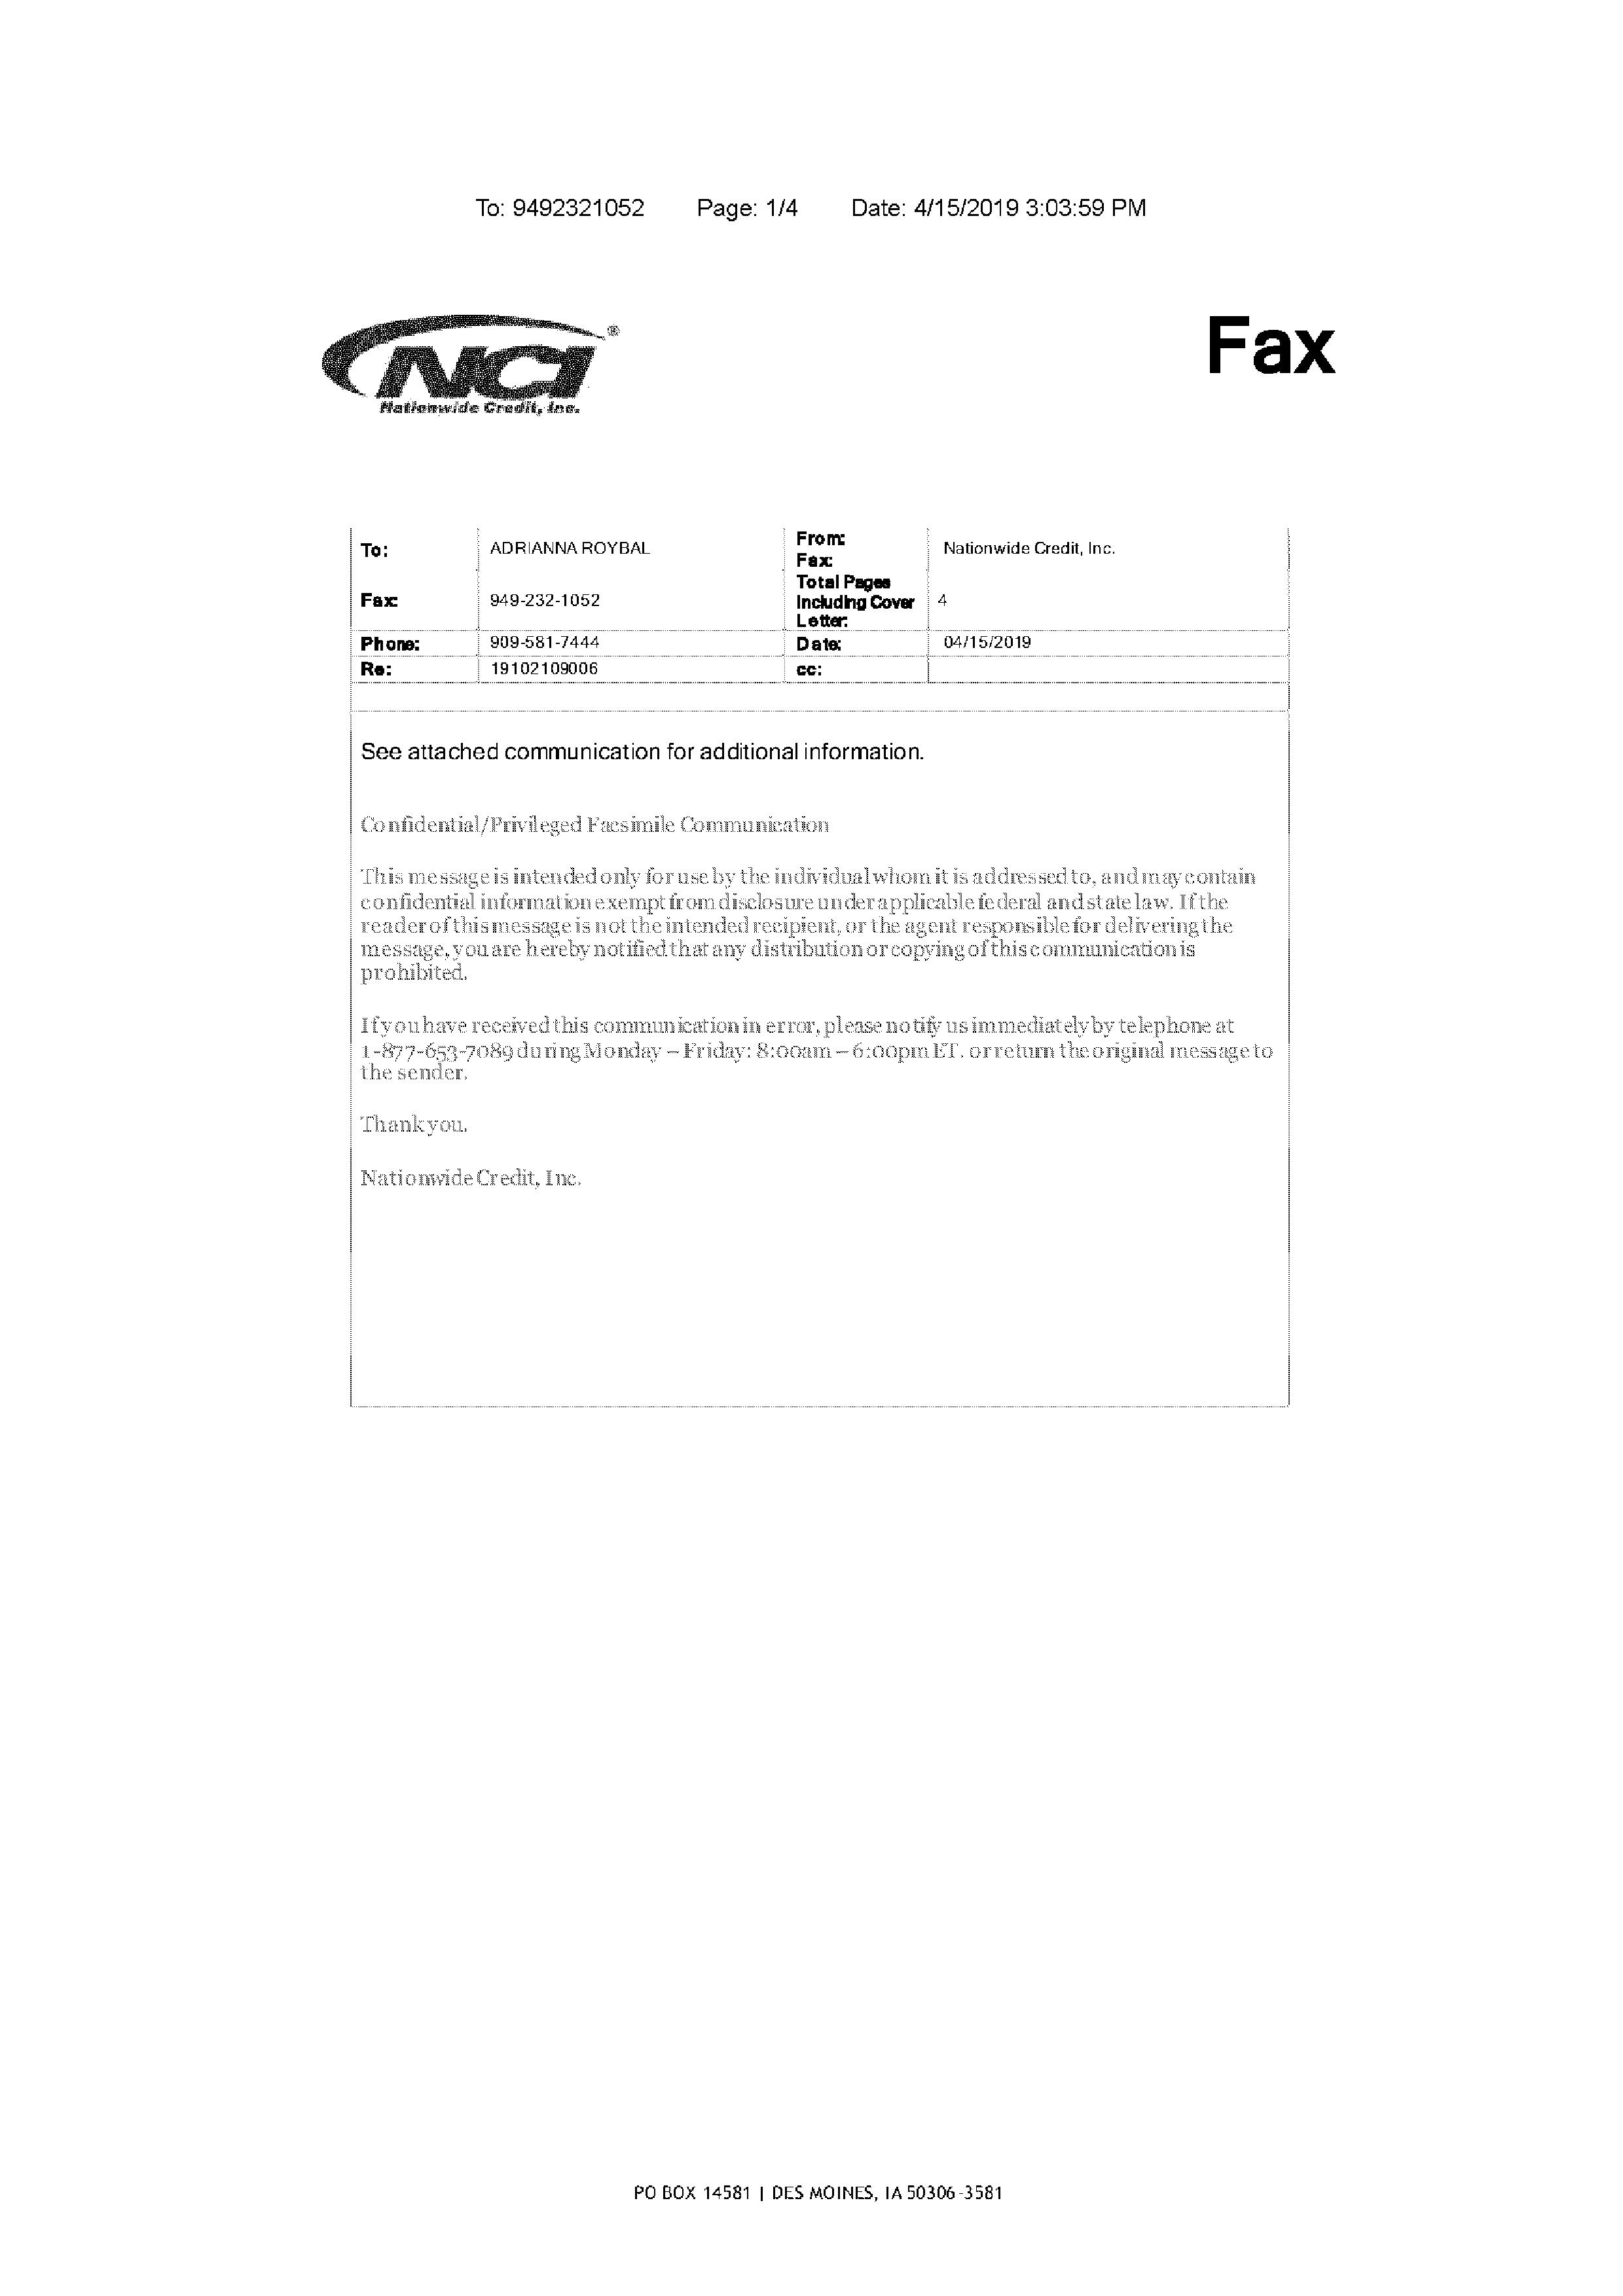 To: 9492321052 Page: 1/4 Date: 4/15/2019 3:03:59 PM
NCI®
Nationwide Credit, Inc.
Fax
To: ADRIANNA ROYBAL From: Nationwide Credit, Inc.
Fax:
Fax: 949-232-1052 Total Pages Including Cover Letter: 4
Phone: 909-581-7444 Date: 04/15/2019
Re: 19102109006 cc:
See attached communication for additional information.
Confidential/Privileged Facsimile Communication
This message is intended only for use by the individual whom it is addressed to, and may contain
confidential information exempt from disclosure under applicable federal and state law. If the
reader of this message is not the intended recipient, or the agent responsible for delivering the
message, you are hereby notified that any distribution or copying of this communication is
prohibited.
If you have received this communication in error, please notify us immediately by telephone at
1-877-653-7089 during Monday – Friday: 8:00am – 6:00pm ET. or return the original message to
the sender.
Thank you.
Nationwide Credit, Inc.
PO BOX 14581 | DES MOINES, IA 50306-3581